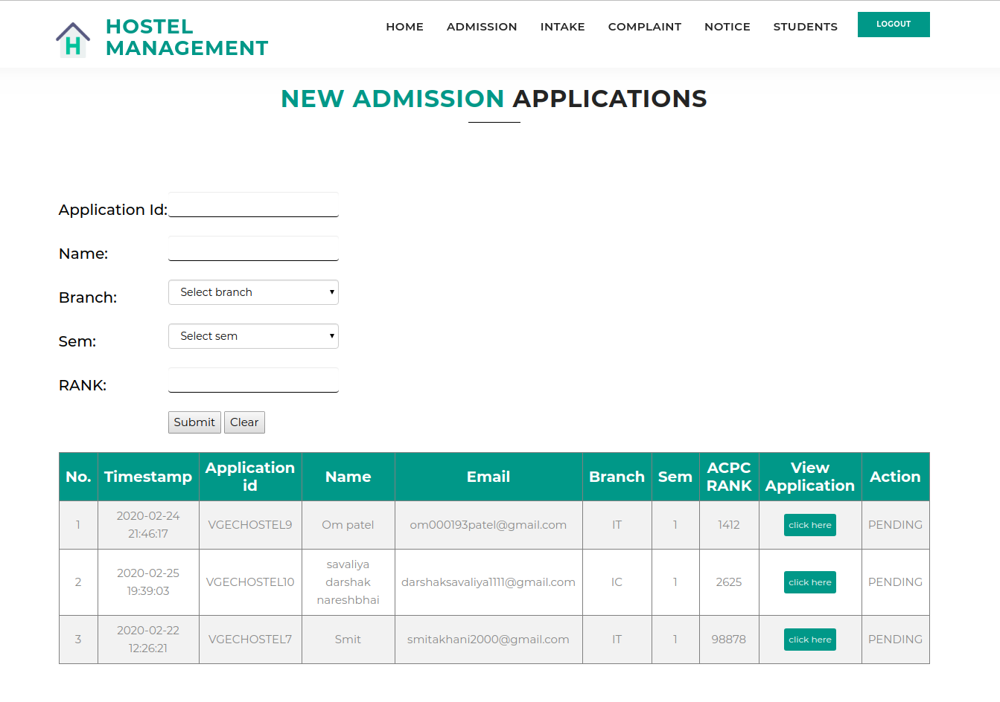 HOSTEL
MANAGEMENT
HOME ADMISSION INTAKE COMPLAINT NOTICE STUDENTS LOGOUT
NEW ADMISSION APPLICATIONS
Application Id:
Name:
Branch: Select branch
Sem: Select sem
RANK:
Submit Clear
No. Timestamp Application id Name Email Branch Sem ACPC RANK View Application Action
1 2020-02-24 21:46:17 VGECHOSTEL9 Om patel om000193patel@gmail.com IT 1 1412 click here PENDING
2 2020-02-25 19:39:03 VGECHOSTEL10 savaliya darshak nareshbhai darshaksavaliya1111@gmail.com IC 1 2625 click here PENDING
3 2020-02-22 12:26:21 VGECHOSTEL7 Smit smitakhani2000@gmail.com IT 1 98878 click here PENDING